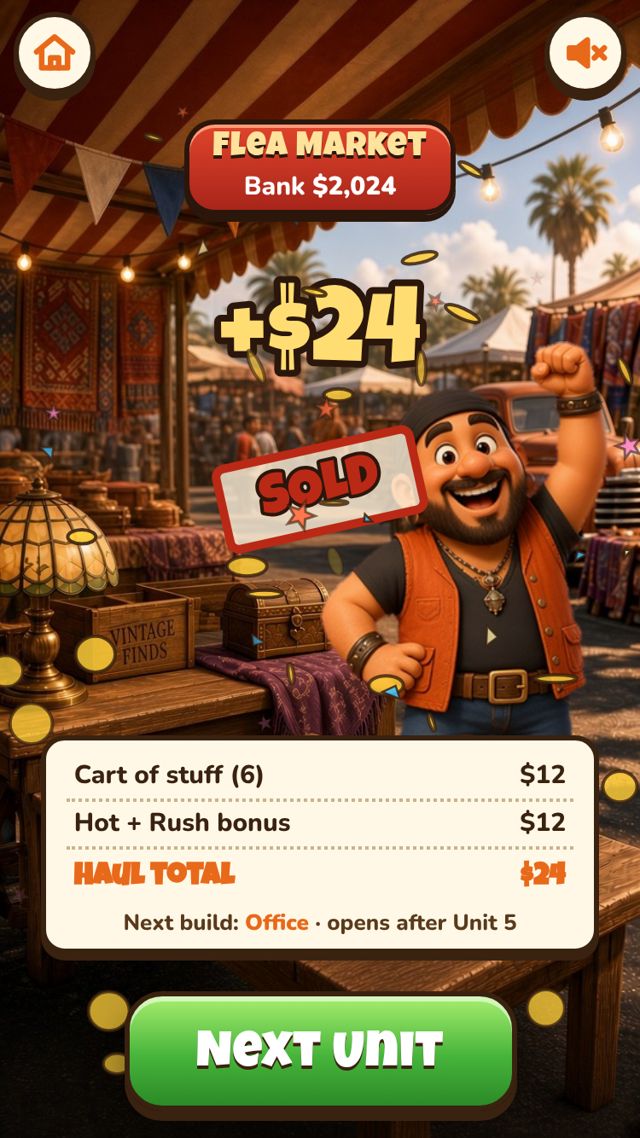 FLEA MARKET
Bank $2,024
+$24
SOLD
VINTAGE
FINDS
Cart of stuff (6) $12
Hot + Rush bonus $12
HAUL TOTAL $24
Next build: Office · opens after Unit 5
NEXT UNIT